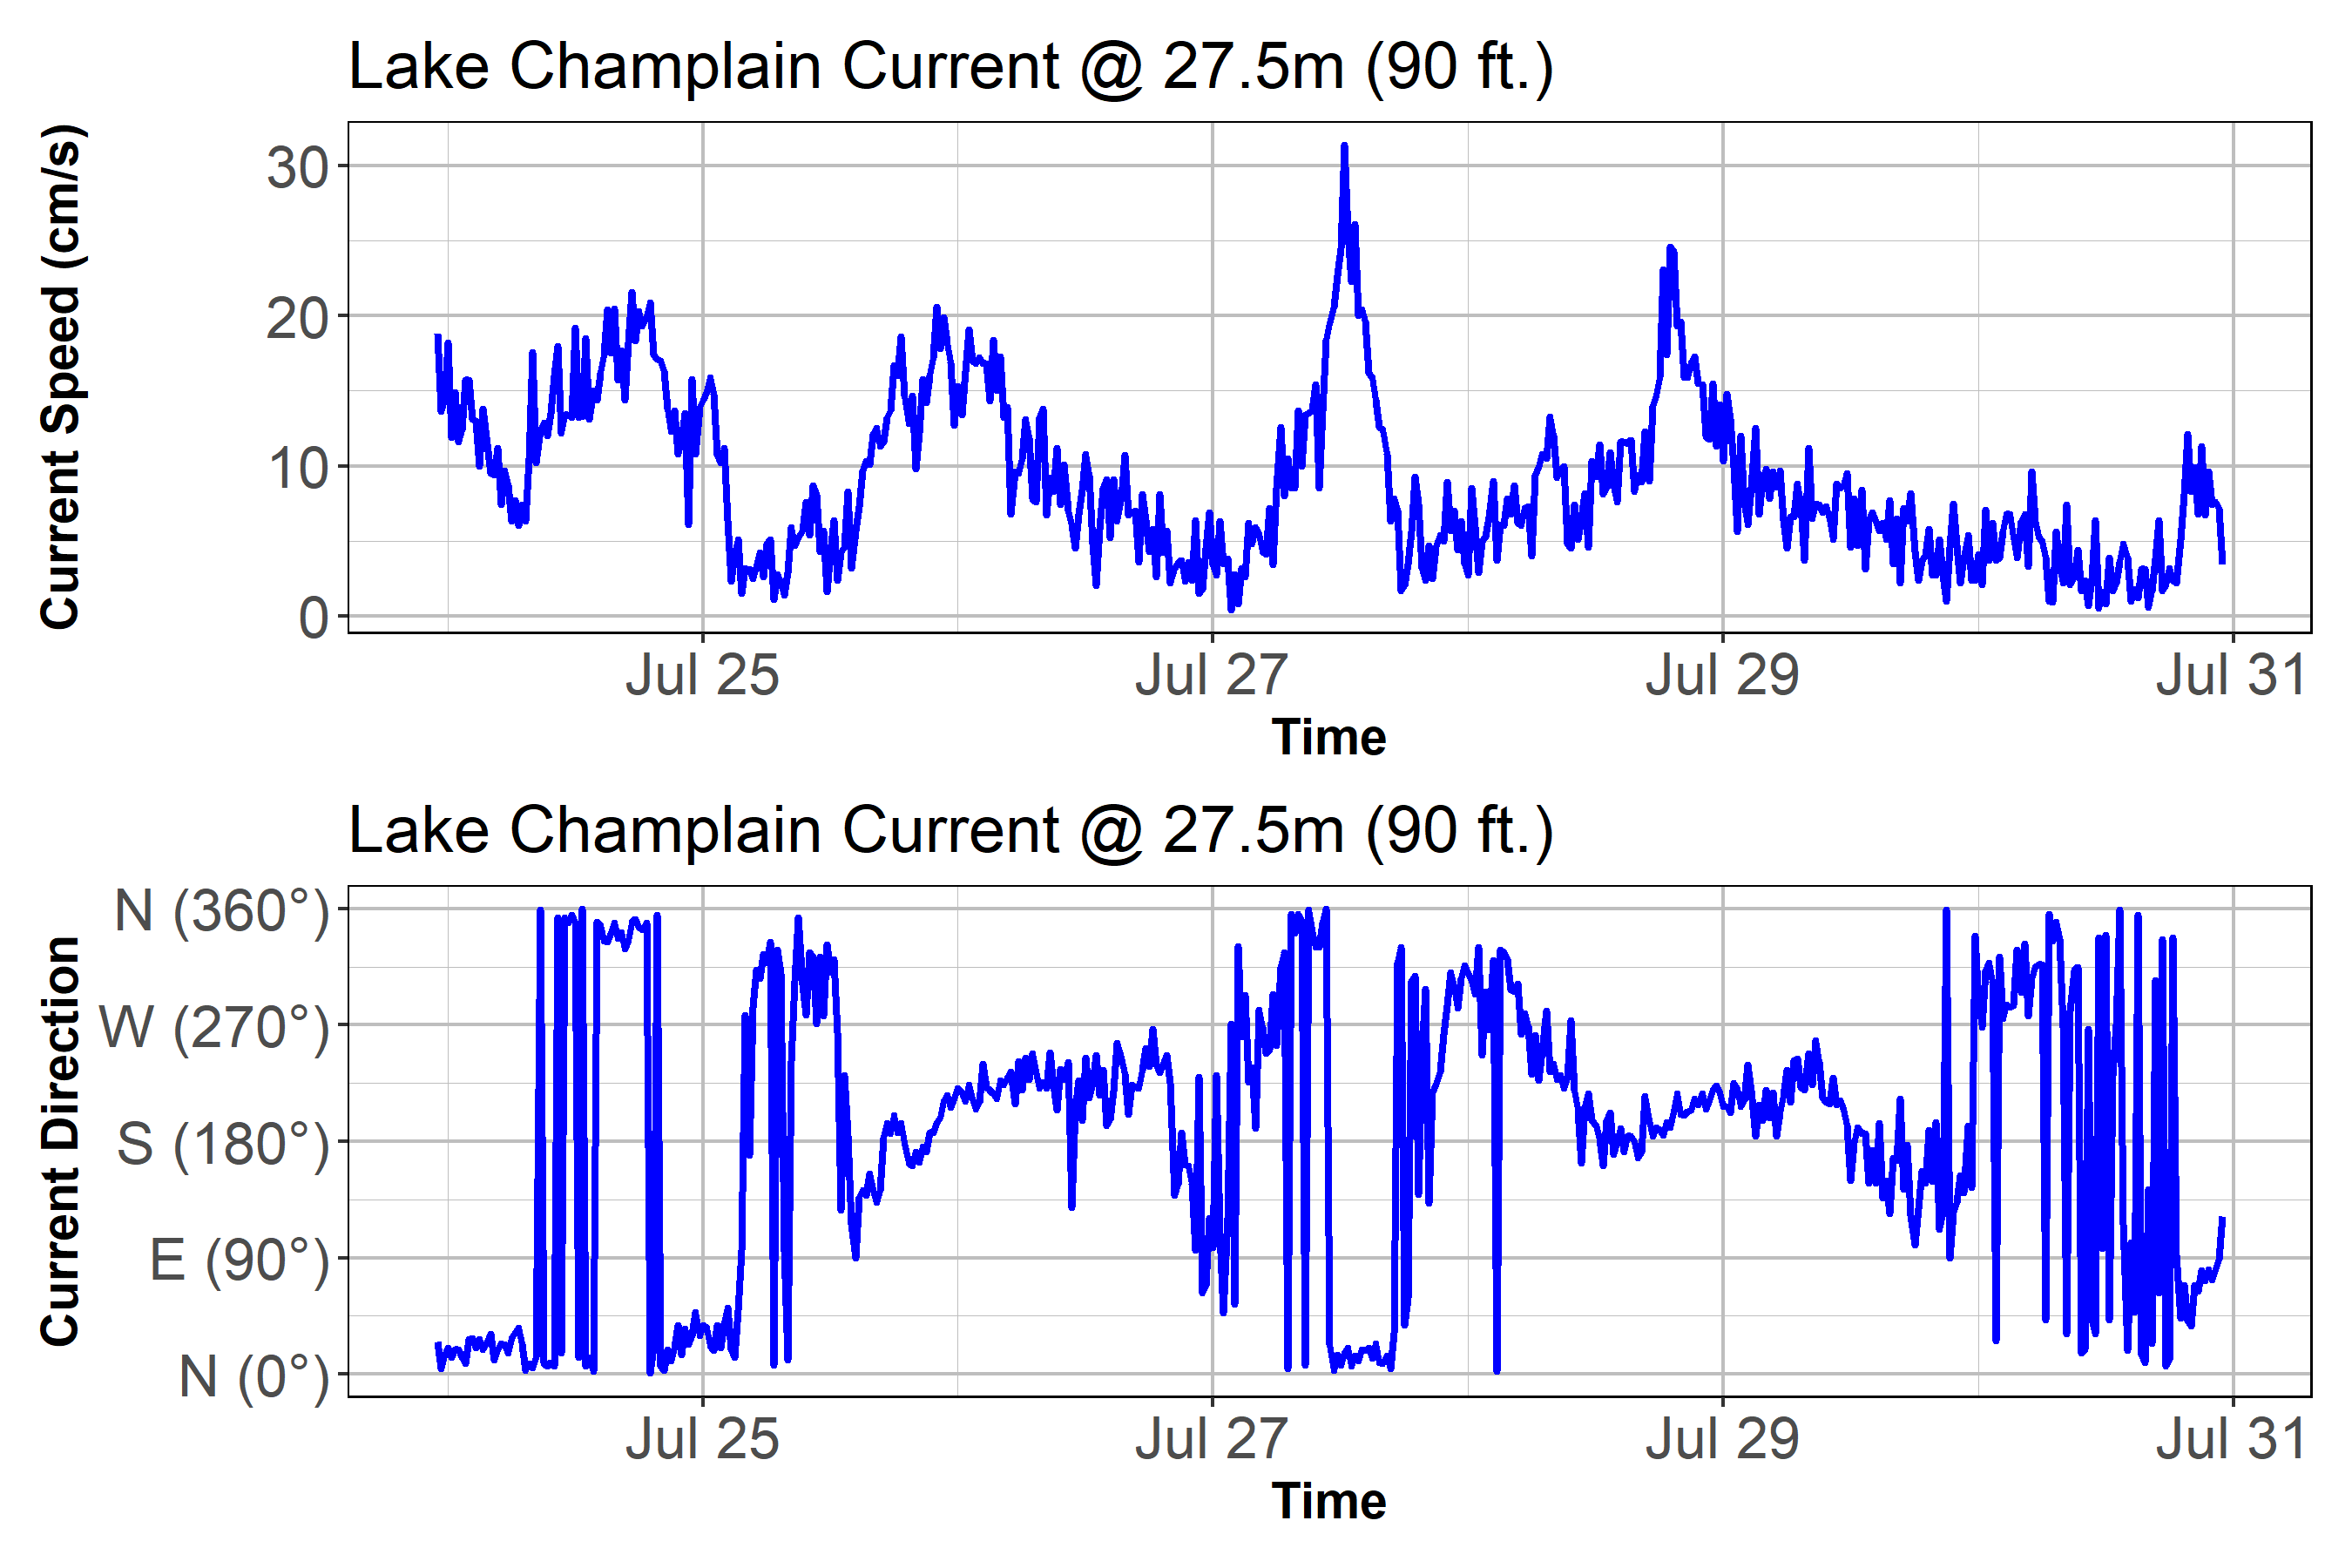 Lake Champlain Current @ 27.5m (90 ft.)
Current Speed (cm/s)
30
20
10
0
Jul 25 Jul 27 Jul 29 Jul 31
Time
Lake Champlain Current @ 27.5m (90 ft.)
Current Direction
N (360°)
W (270°)
S (180°)
E (90°)
N (0°)
Jul 25 Jul 27 Jul 29 Jul 31
Time